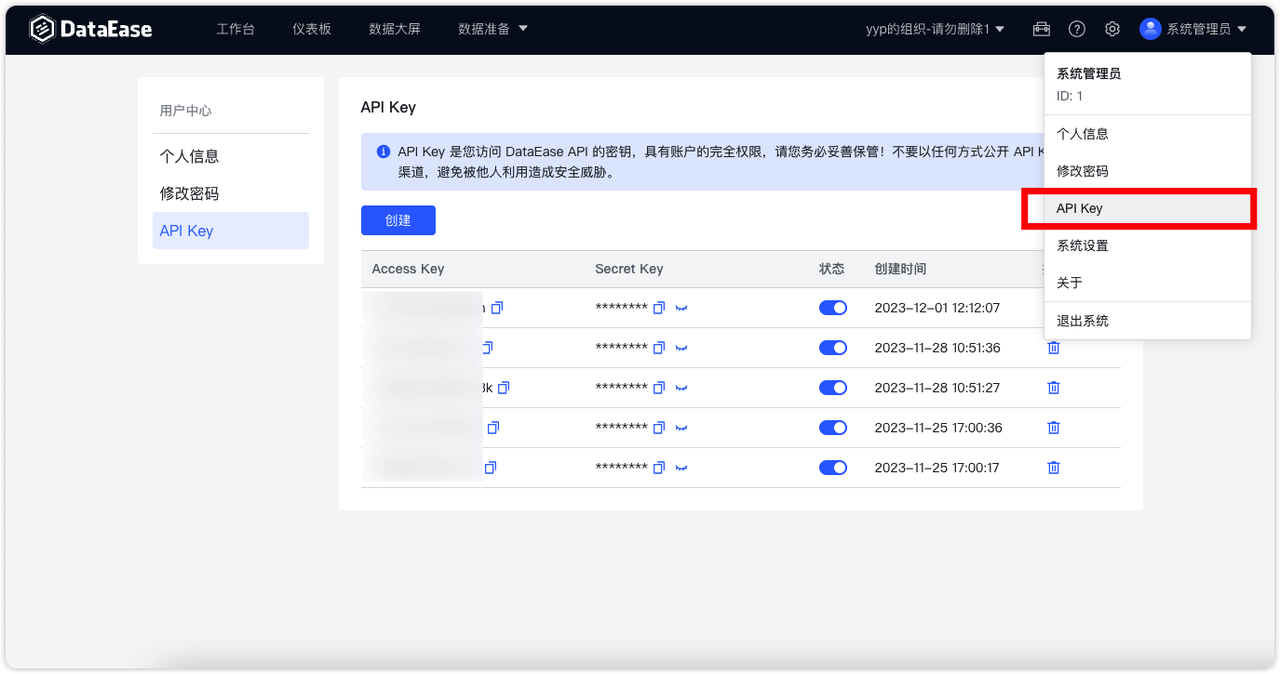 DataEase 工作台 仪表板 数据大屏 数据准备 yyp的组织-请勿删除1 系统管理员
用户中心
个人信息
修改密码
API Key
API Key
API Key 是您访问 DataEase API 的密钥，具有账户的完全权限，请您务必妥善保管！不要以任何方式公开 API
渠道，避免被他人利用造成安全威胁。
创建
Access Key Secret Key 状态 创建时间
******** 2023-12-01 12:12:07
******** 2023-11-28 10:51:36
******** 2023-11-28 10:51:27
******** 2023-11-25 17:00:36
******** 2023-11-25 17:00:17
系统管理员
ID: 1
个人信息
修改密码
API Key
系统设置
关于
退出系统